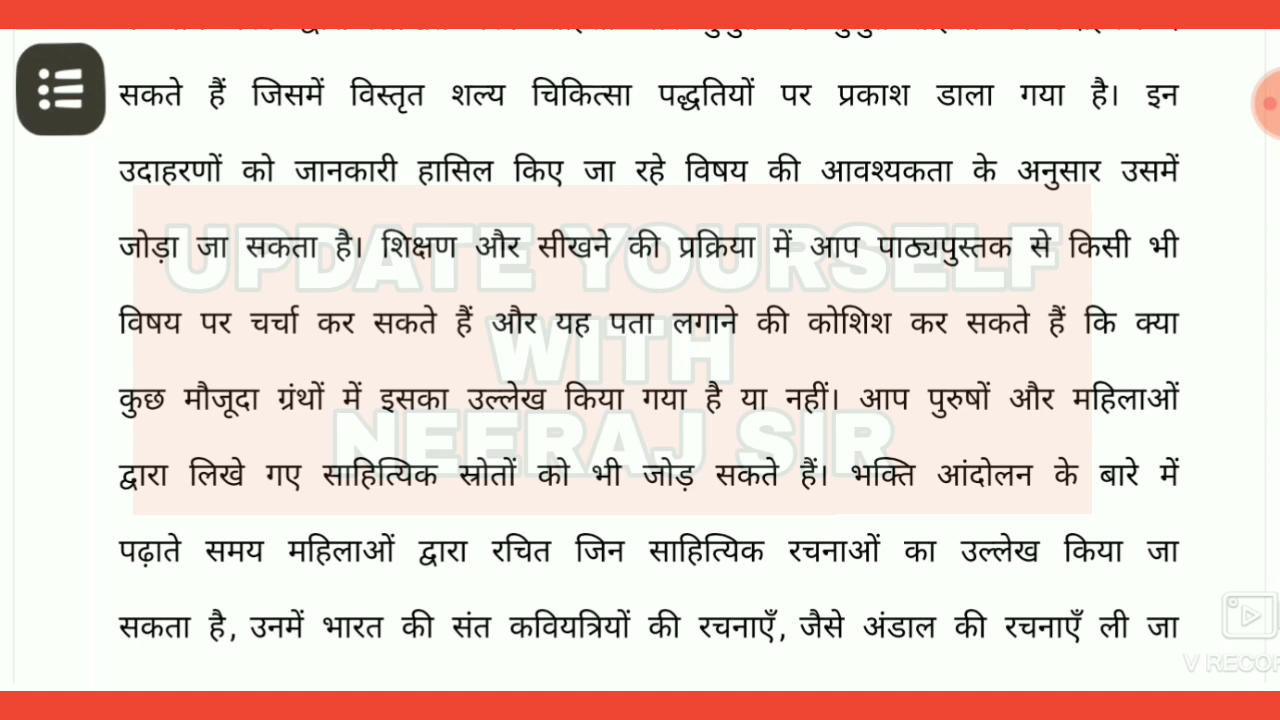 सकते हैं जिसमें विस्तृत शल्य चिकित्सा पद्धतियों पर प्रकाश डाला गया है। इन
उदाहरणों को जानकारी हासिल किए जा रहे विषय की आवश्यकता के अनुसार उसमें
जोड़ा जा सकता है। शिक्षण और सीखने की प्रक्रिया में आप पाठ्यपुस्तक से किसी भी
विषय पर चर्चा कर सकते हैं और यह पता लगाने की कोशिश कर सकते हैं कि क्या
कुछ मौजूदा ग्रंथों में इसका उल्लेख किया गया है या नहीं। आप पुरुषों और महिलाओं
द्वारा लिखे गए साहित्यिक स्रोतों को भी जोड़ सकते हैं। भक्ति आंदोलन के बारे में
पढ़ाते समय महिलाओं द्वारा रचित जिन साहित्यिक रचनाओं का उल्लेख किया जा
सकता है, उनमें भारत की संत कवियत्रियों की रचनाएँ, जैसे अंडाल की रचनाएँ ली जा
UPDATE YOURSELF
WITH
NEERAJ SIR